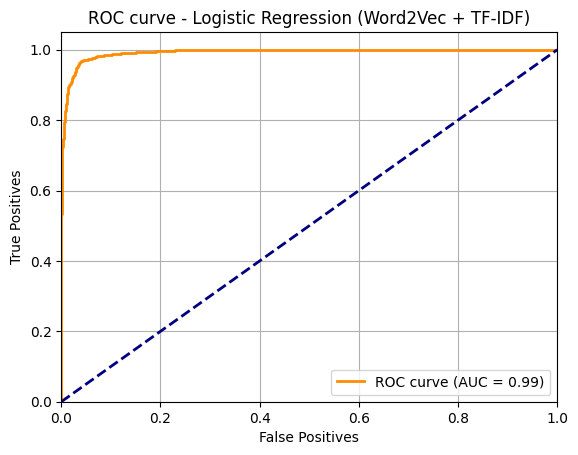 ROC curve - Logistic Regression (Word2Vec + TF-IDF)
1.0
0.8
0.6
0.4
0.2
0.0
True Positives
ROC curve (AUC = 0.99)
0.0 0.2 0.4 0.6 0.8 1.0
False Positives